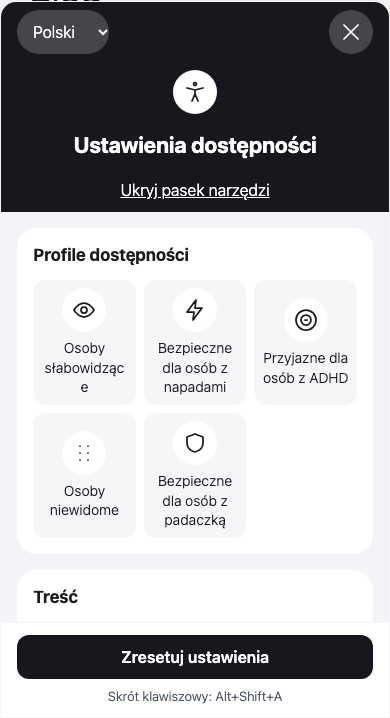 Polski
Ustawienia dostępności
Ukryj pasek narzędzi
Profile dostępności
Osoby
słabowidząc
e
Bezpieczne
dla osób z
napadami
Przyjazne dla
osób z ADHD
Osoby
niewidome
Bezpieczne
dla osób z
padaczką
Treść
Zresetuj ustawienia
Skrót klawiszowy: Alt+Shift+A